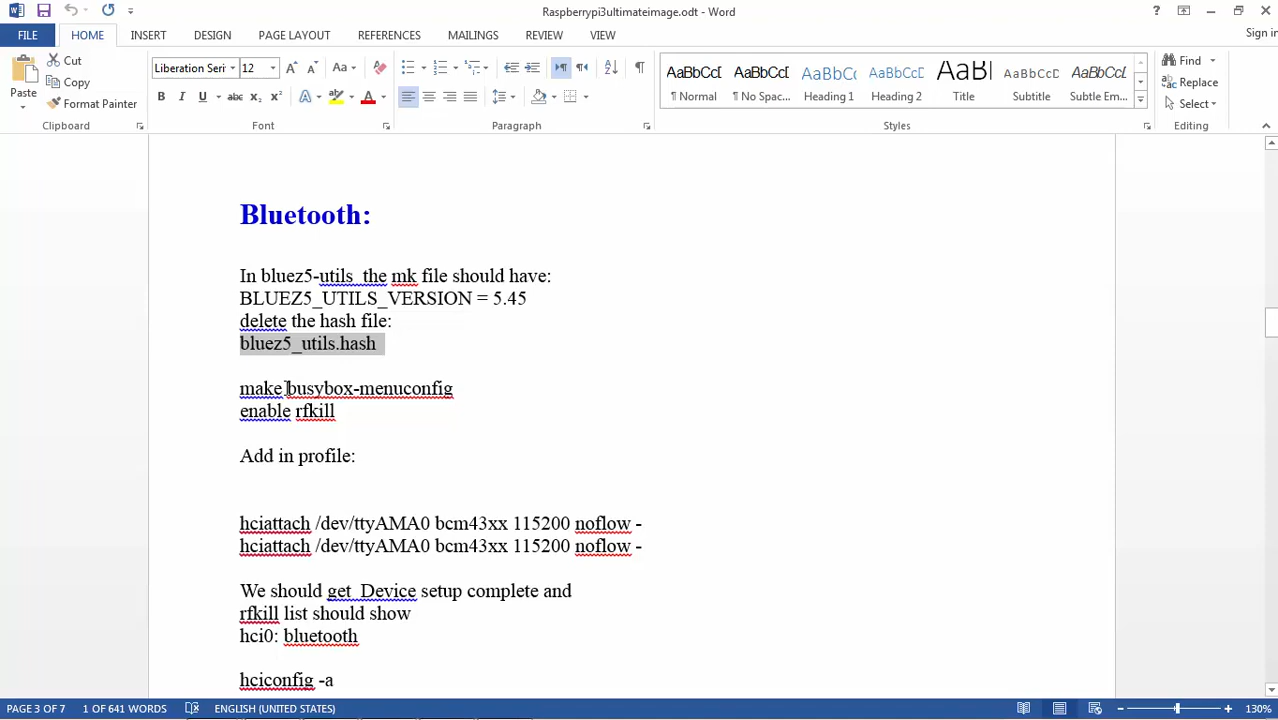 Raspberrypi3ultimateimage.odt - Word
?
FILE HOME INSERT DESIGN PAGE LAYOUT REFERENCES MAILINGS REVIEW VIEW Sign in
Paste
Cut
Copy
Format Painter
Liberation Seri 12
AaBbCcI AaBbCcI AaBbC AaBbCcI AaB AaBbCcD AaBbCcD
¶ Normal ¶ No Spac... Heading 1 Heading 2 Title Subtitle Subtle Em...
Find
Replace
Select
Clipboard Font Paragraph Styles Editing
Bluetooth:
In bluez5-utils  the mk file should have:
BLUEZ5_UTILS_VERSION = 5.45
delete the hash file:
bluez5_utils.hash
make busybox-menuconfig
enable rfkill
Add in profile:
hciattach /dev/ttyAMA0 bcm43xx 115200 noflow -
hciattach /dev/ttyAMA0 bcm43xx 115200 noflow -
We should get  Device setup complete and
rfkill list should show
hci0: bluetooth
hciconfig -a
PAGE 3 OF 7 1 OF 641 WORDS ENGLISH (UNITED STATES) 130%